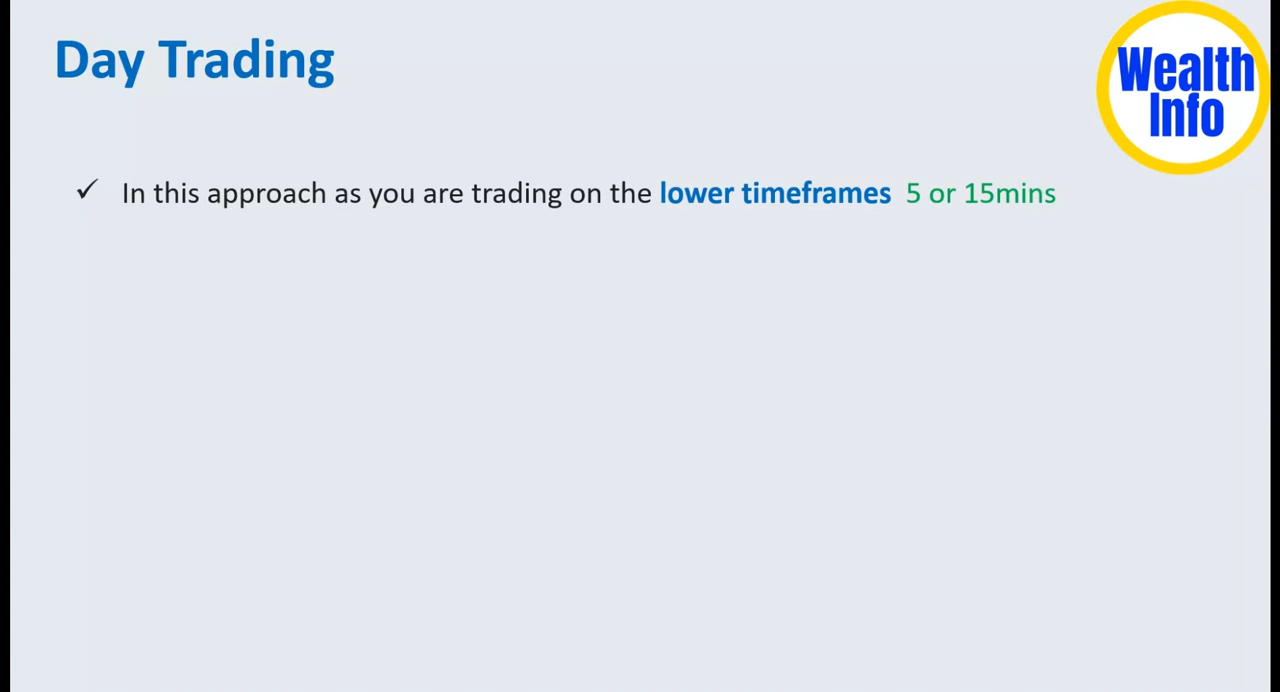 Day Trading
Wealth
Info
✓ In this approach as you are trading on the lower timeframes 5 or 15mins